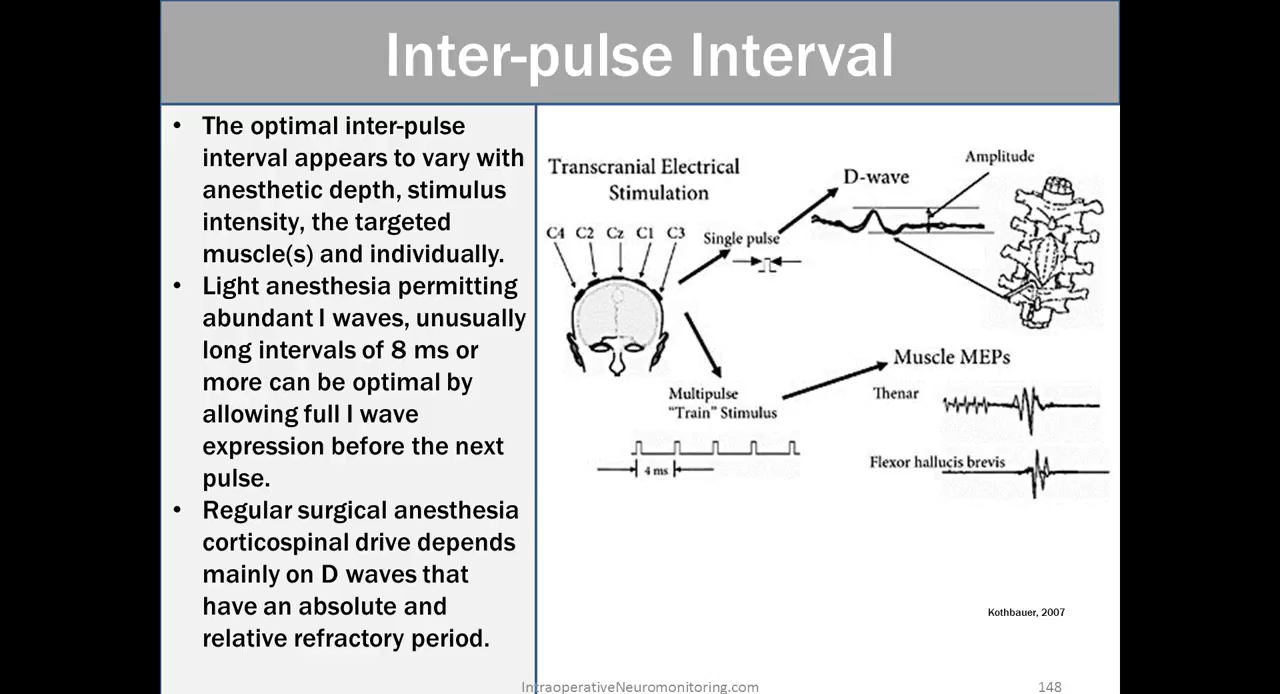 Inter-pulse Interval
• The optimal inter-pulse
interval appears to vary with
anesthetic depth, stimulus
intensity, the targeted
muscle(s) and individually.
• Light anesthesia permitting
abundant I waves, unusually
long intervals of 8 ms or
more can be optimal by
allowing full I wave
expression before the next
pulse.
• Regular surgical anesthesia
corticospinal drive depends
mainly on D waves that
have an absolute and
relative refractory period.
Transcranial Electrical
Stimulation
C4 C2 Cz C1 C3
Single pulse
D-wave
Amplitude
Multipulse
"Train" Stimulus
4 ms
Muscle MEPs
Thenar
Flexor hallucis brevis
Kothbauer, 2007
IntraoperativeNeuromonitoring.com
148